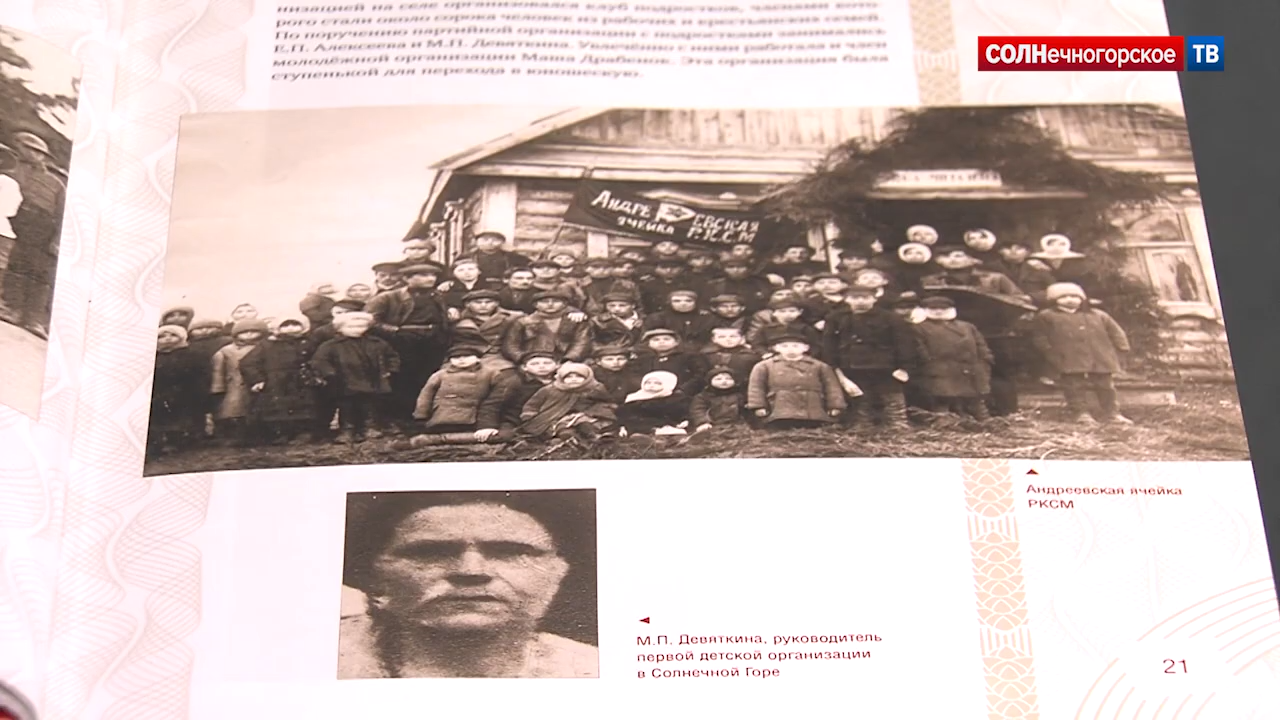 низацией на селе организовался клуб подростков, членами кото-
рого стали около сорока человек из рабочих и крестьянских семей.
По поручению партийной организации с подростками занимались
Е.П. Алексеева и М.П. Девяткина. Увлечённо с ними работала и член
молодёжной организации Маша Драбенок. Эта организация была
ступенькой для перехода в юношескую.
СОЛНечногорское ТВ
АНДРЕЕВСКАЯ
ЯЧЕЙКА Р.К.С.М
Андреевская ячейка
РКСМ
М.П. Девяткина, руководитель
первой детской организации
в Солнечной Горе
21